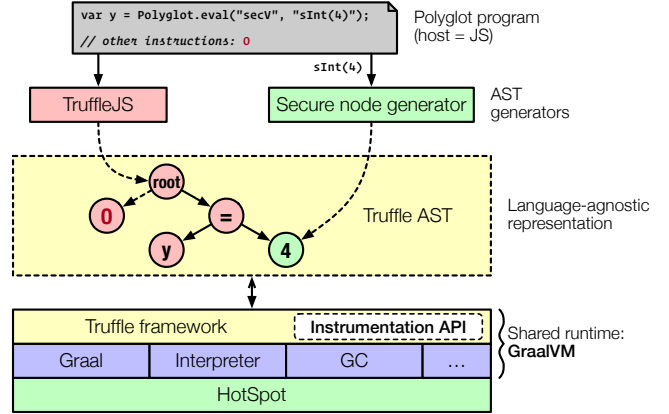 var y = Polyglot.eval("secV", "sInt(4)");
// other instructions: O
Polyglot program
(host = JS)
sInt(4)
TruffleJS
Secure node generator
AST
generators
root
O
=
y
4
Truffle AST
Language-agnostic
representation
Truffle framework
Instrumentation API
Graal
Interpreter
GC
...
HotSpot
Shared runtime:
GraalVM